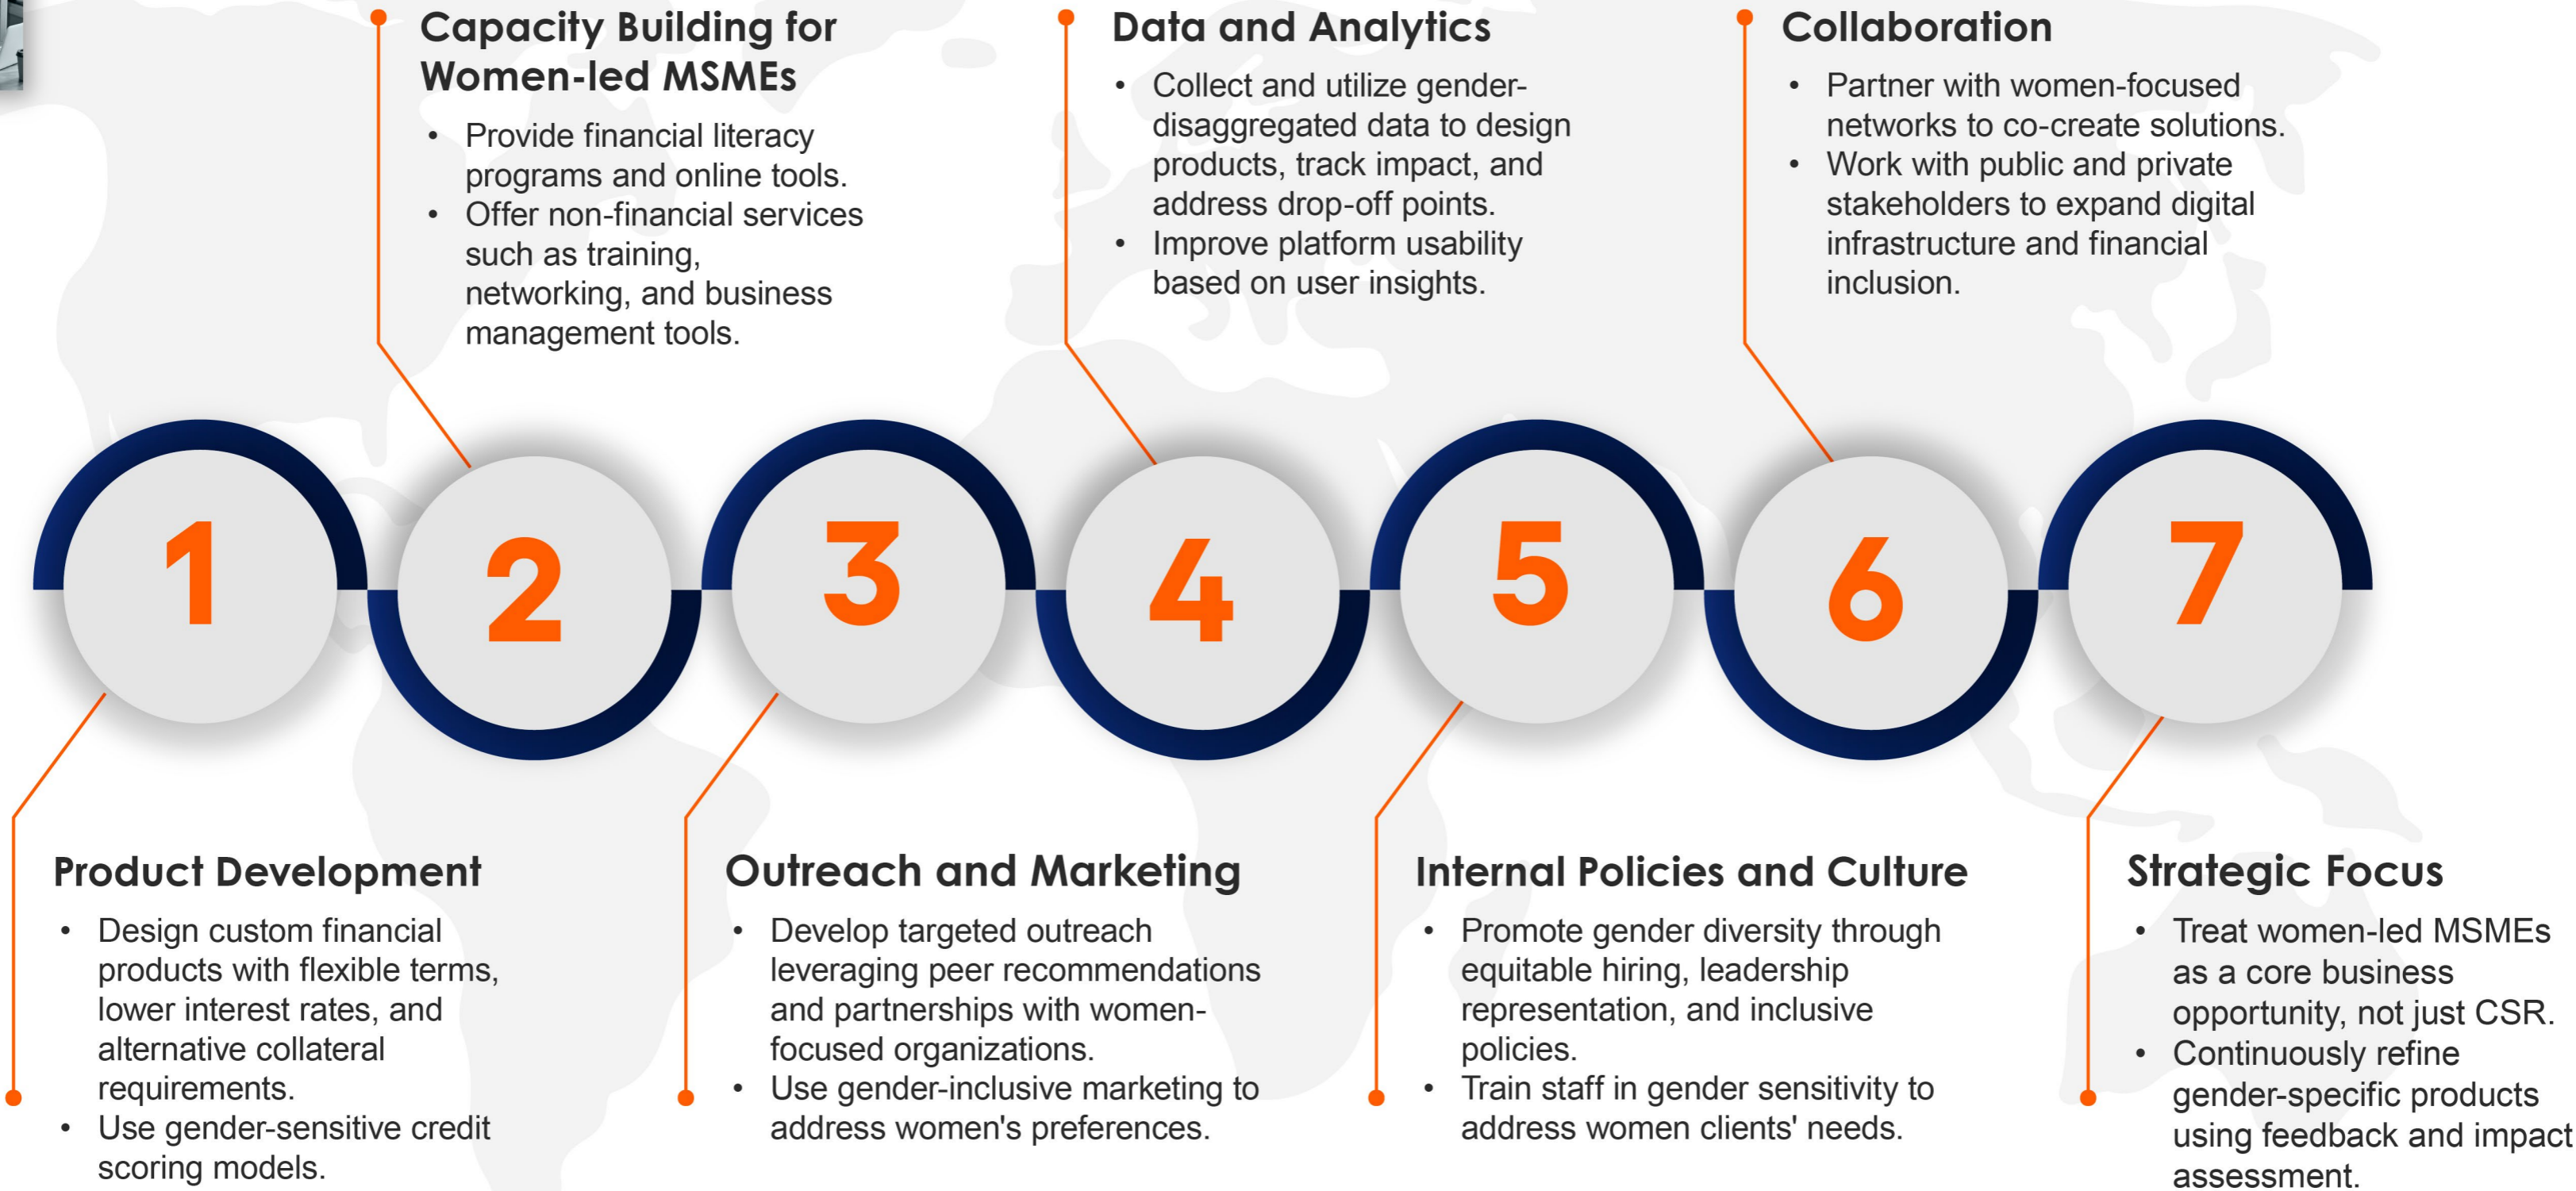 Capacity Building for
Women-led MSMEs
• Provide financial literacy
programs and online tools.
• Offer non-financial services
such as training,
networking, and business
management tools.
Data and Analytics
• Collect and utilize gender-
disaggregated data to design
products, track impact, and
address drop-off points.
• Improve platform usability
based on user insights.
Collaboration
• Partner with women-focused
networks to co-create solutions.
• Work with public and private
stakeholders to expand digital
infrastructure and financial
inclusion.
1
2
3
4
5
6
7
Product Development
• Design custom financial
products with flexible terms,
lower interest rates, and
alternative collateral
requirements.
• Use gender-sensitive credit
scoring models.
Outreach and Marketing
• Develop targeted outreach
leveraging peer recommendations
and partnerships with women-
focused organizations.
• Use gender-inclusive marketing to
address women's preferences.
Internal Policies and Culture
• Promote gender diversity through
equitable hiring, leadership
representation, and inclusive
policies.
• Train staff in gender sensitivity to
address women clients' needs.
Strategic Focus
• Treat women-led MSMEs
as a core business
opportunity, not just CSR.
• Continuously refine
gender-specific products
using feedback and impact
assessment.